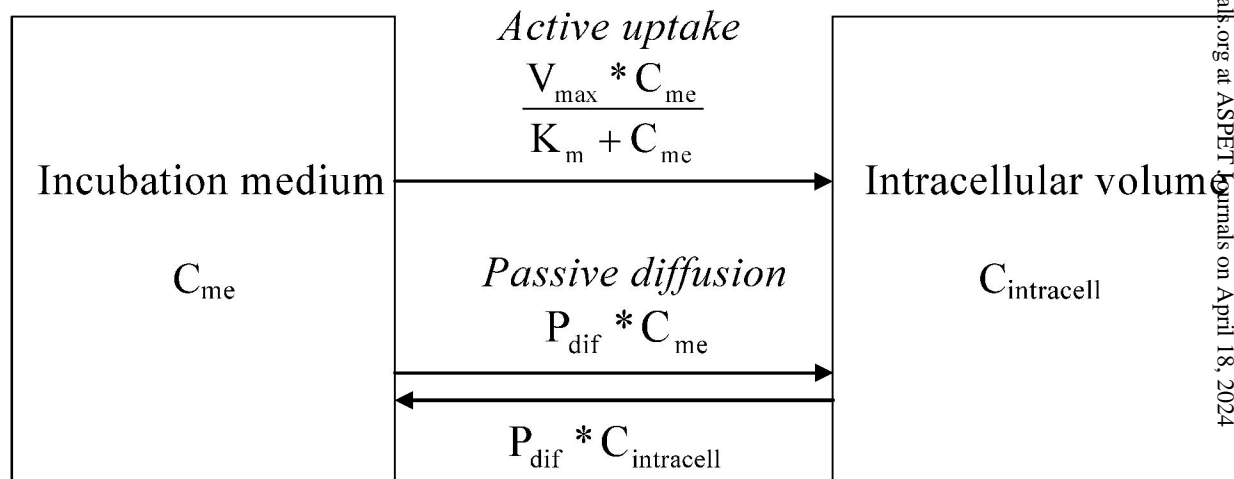 Active uptake
V_max * C_me
K_m + C_me
Incubation medium
Intracellular volume
C_me
Passive diffusion
C_intracell
P_dif * C_me
P_dif * C_intracell
als.org at ASPET Journals on April 18, 2024